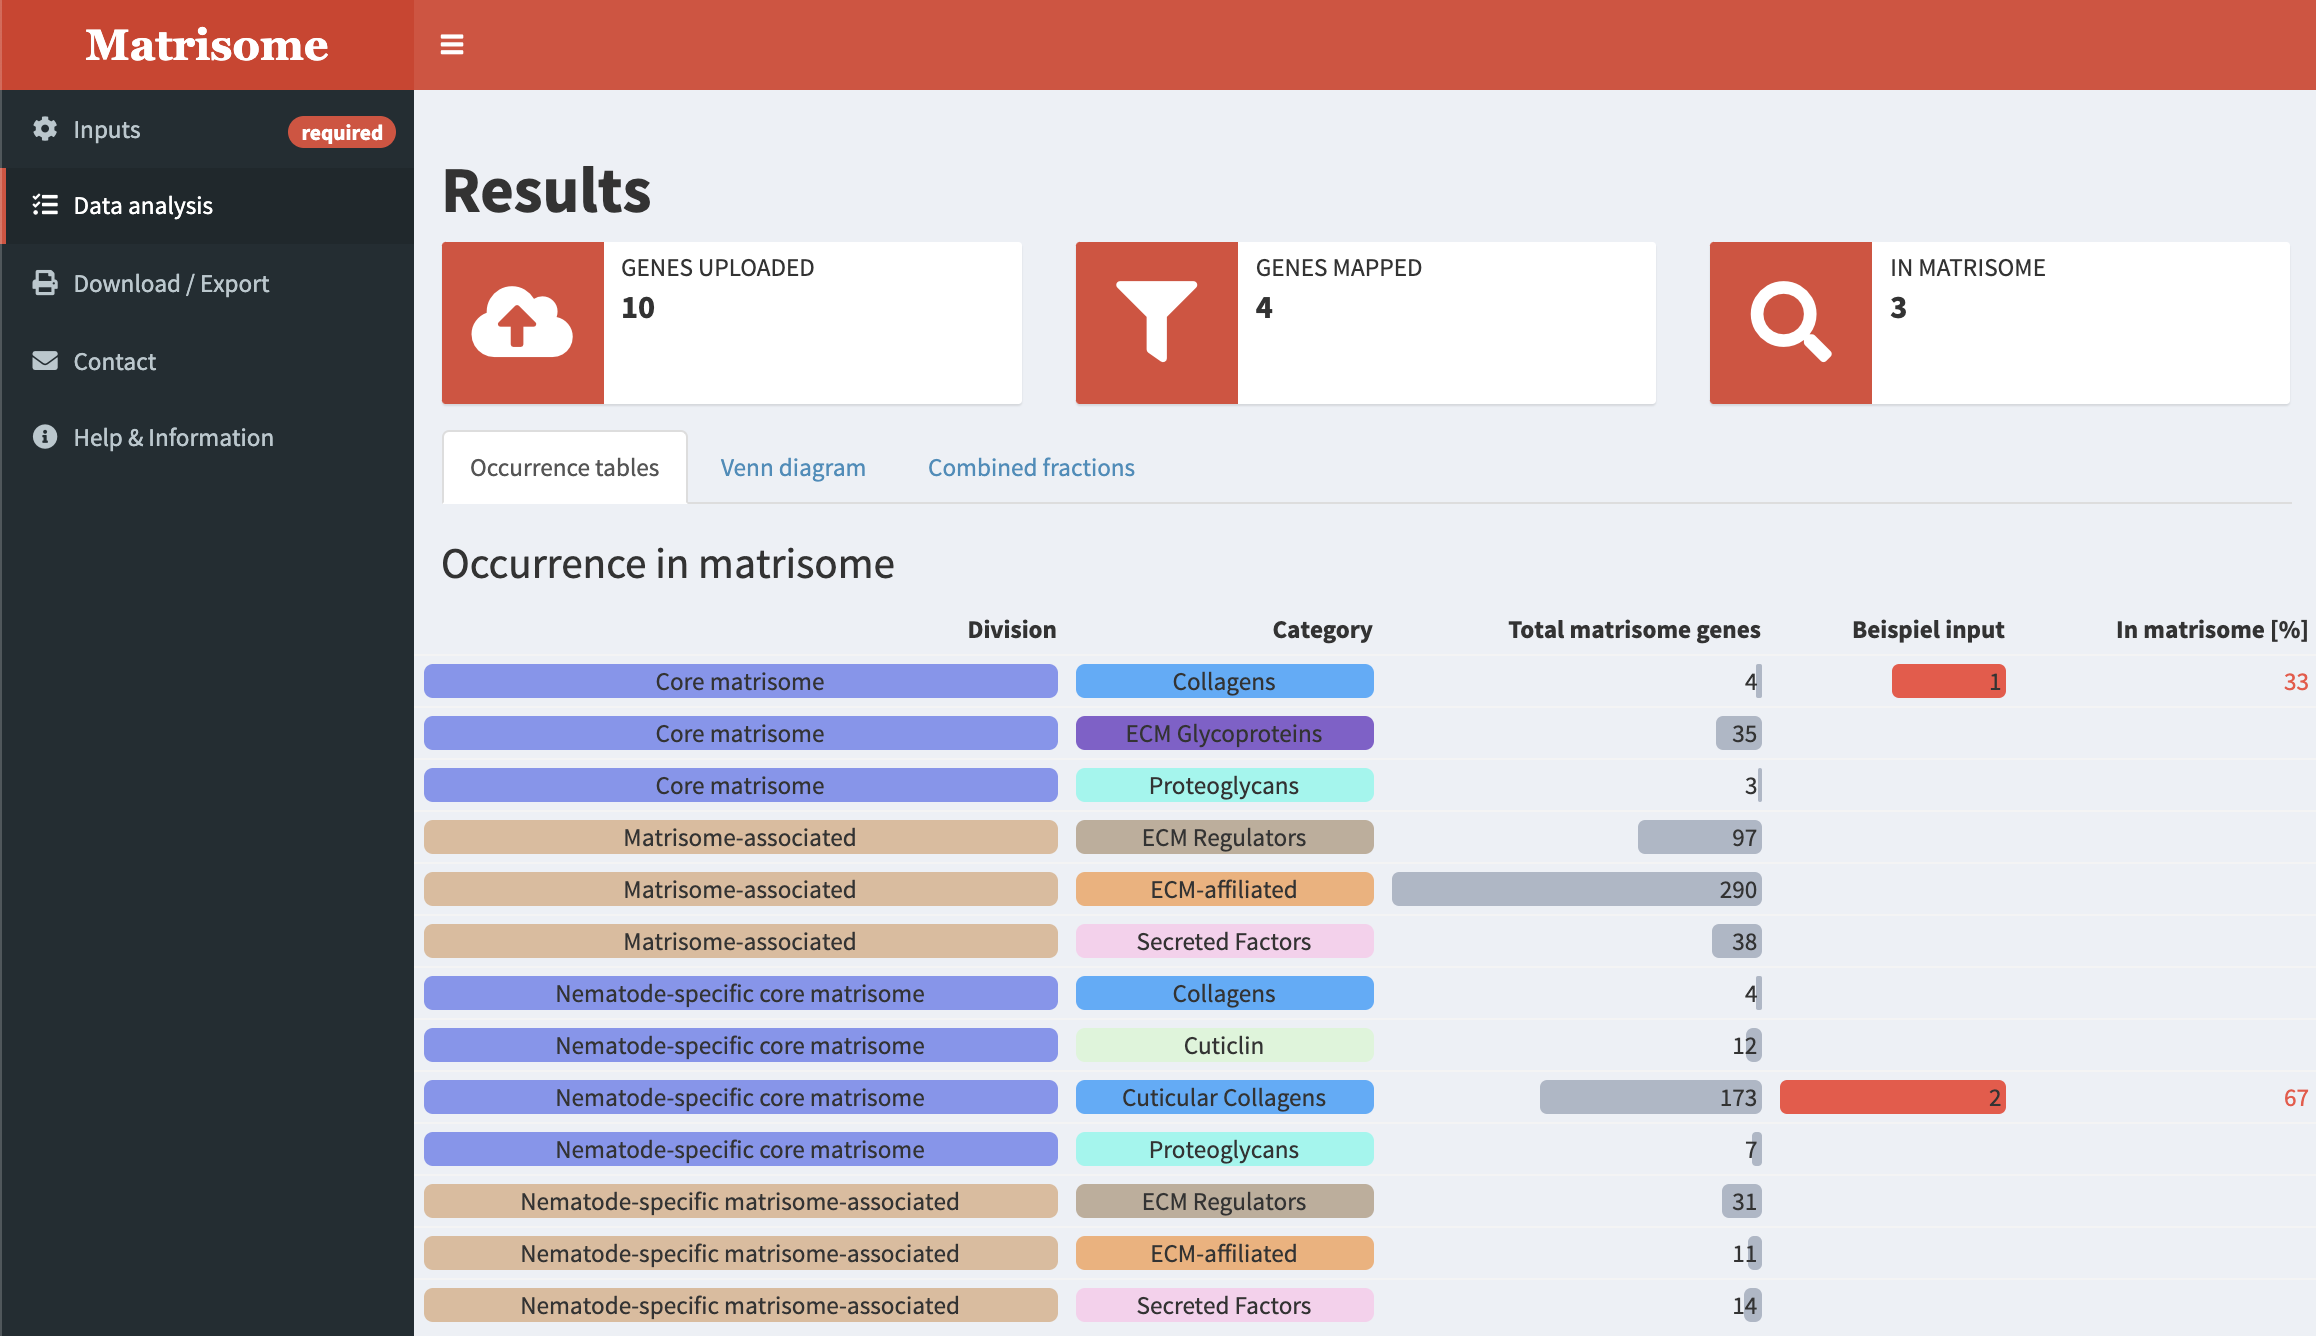 Matrisome
Inputs required
Data analysis
Download / Export
Contact
Help & Information
Results
GENES UPLOADED
10
GENES MAPPED
4
IN MATRISOME
3
Occurrence tables Venn diagram Combined fractions
Occurrence in matrisome
Division Category Total matrisome genes Beispiel input In matrisome [%]
Core matrisome Collagens 4 1 33
Core matrisome ECM Glycoproteins 35
Core matrisome Proteoglycans 3
Matrisome-associated ECM Regulators 97
Matrisome-associated ECM-affiliated 290
Matrisome-associated Secreted Factors 38
Nematode-specific core matrisome Collagens 4
Nematode-specific core matrisome Cuticlin 12
Nematode-specific core matrisome Cuticular Collagens 173 2 67
Nematode-specific core matrisome Proteoglycans 7
Nematode-specific matrisome-associated ECM Regulators 31
Nematode-specific matrisome-associated ECM-affiliated 11
Nematode-specific matrisome-associated Secreted Factors 14